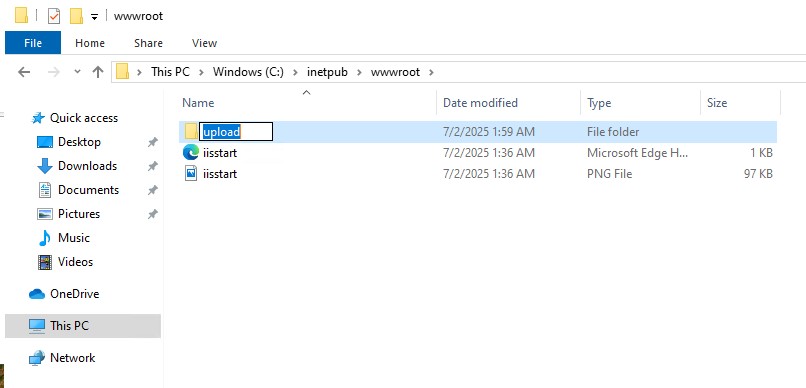 wwwroot
File Home Share View
This PC Windows (C:) inetpub wwwroot
Name Date modified Type Size
Quick access
Desktop
Downloads
Documents
Pictures
Music
Videos
OneDrive
This PC
Network
upload 7/2/2025 1:59 AM File folder
iisstart 7/2/2025 1:36 AM Microsoft Edge H... 1 KB
iisstart 7/2/2025 1:36 AM PNG File 97 KB